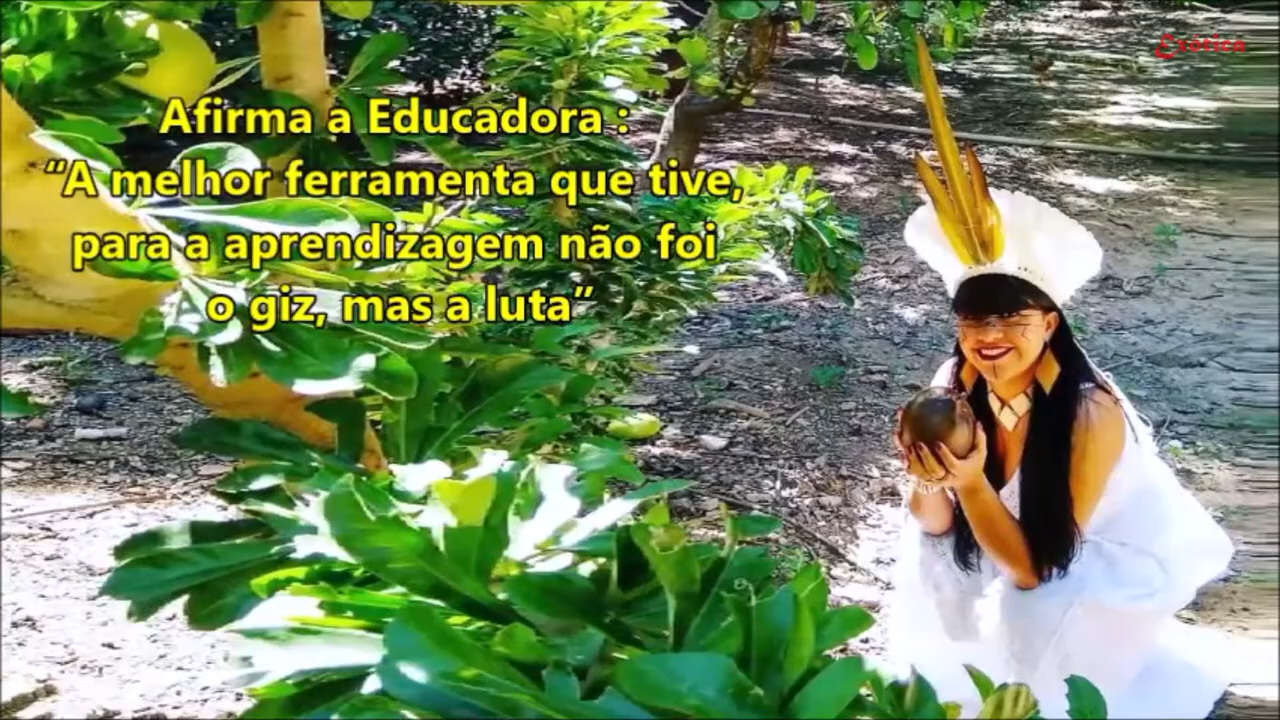 Exótica
Afirma a Educadora :
“A melhor ferramenta que tive,
para a aprendizagem não foi
o giz, mas a luta”